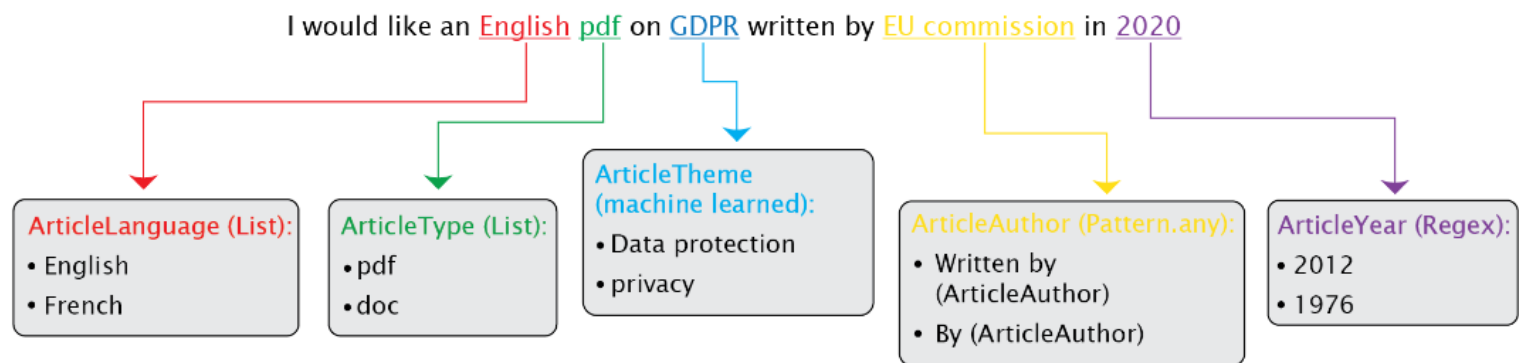 I would like an English pdf on GDPR written by EU commission in 2020
ArticleLanguage (List):
• English
• French
ArticleType (List):
• pdf
• doc
ArticleTheme
(machine learned):
• Data protection
• privacy
ArticleAuthor (Pattern.any):
• Written by
(ArticleAuthor)
• By (ArticleAuthor)
ArticleYear (Regex):
• 2012
• 1976